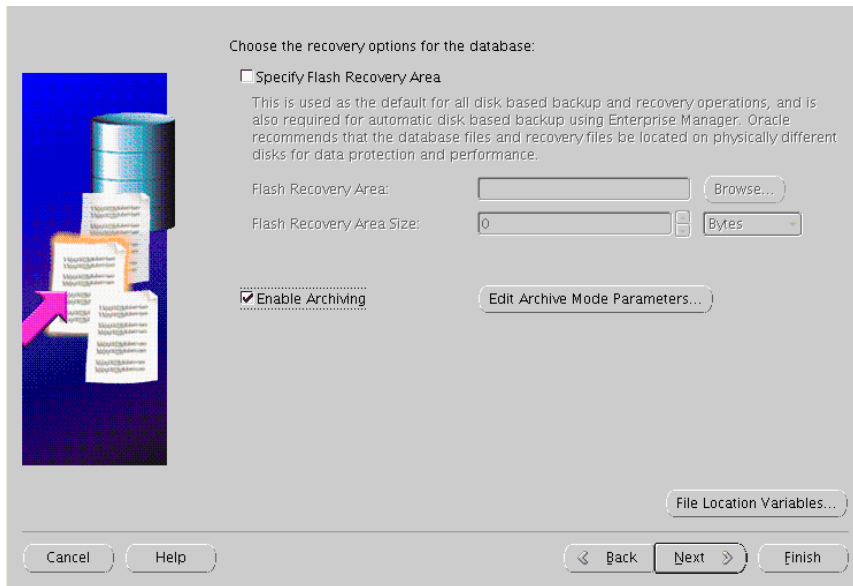 Choose the recovery options for the database:
Specify Flash Recovery Area
This is used as the default for all disk based backup and recovery operations, and is
also required for automatic disk based backup using Enterprise Manager. Oracle
recommends that the database files and recovery files be located on physically different
disks for data protection and performance.
Flash Recovery Area:
Browse...
Flash Recovery Area Size:
0
Bytes
Enable Archiving
Edit Archive Mode Parameters...
File Location Variables...
Cancel
Help
Back
Next
Finish